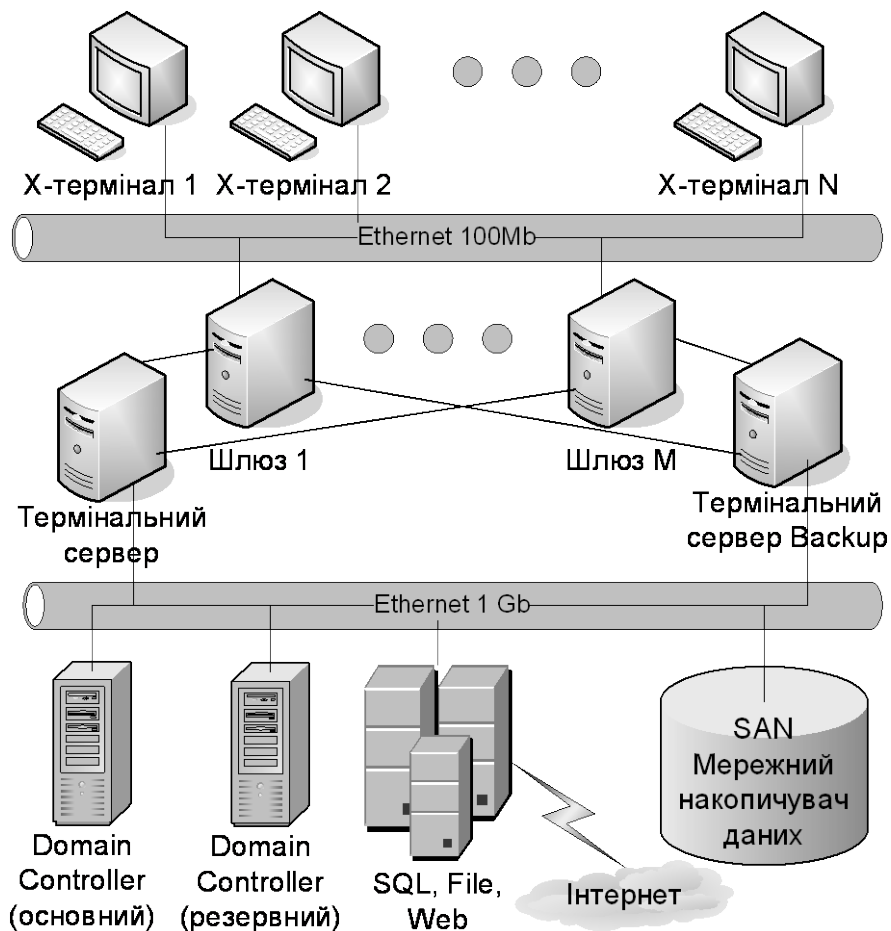 X-термінал 1
X-термінал 2
X-термінал N
Ethernet 100Mb
Шлюз 1
Шлюз M
Термінальний
сервер
Термінальний
сервер Backup
Ethernet 1 Gb
Domain
Controller
(основний)
Domain
Controller
(резервний)
SQL, File,
Web
Інтернет
SAN
Мережний
накопичувач
даних